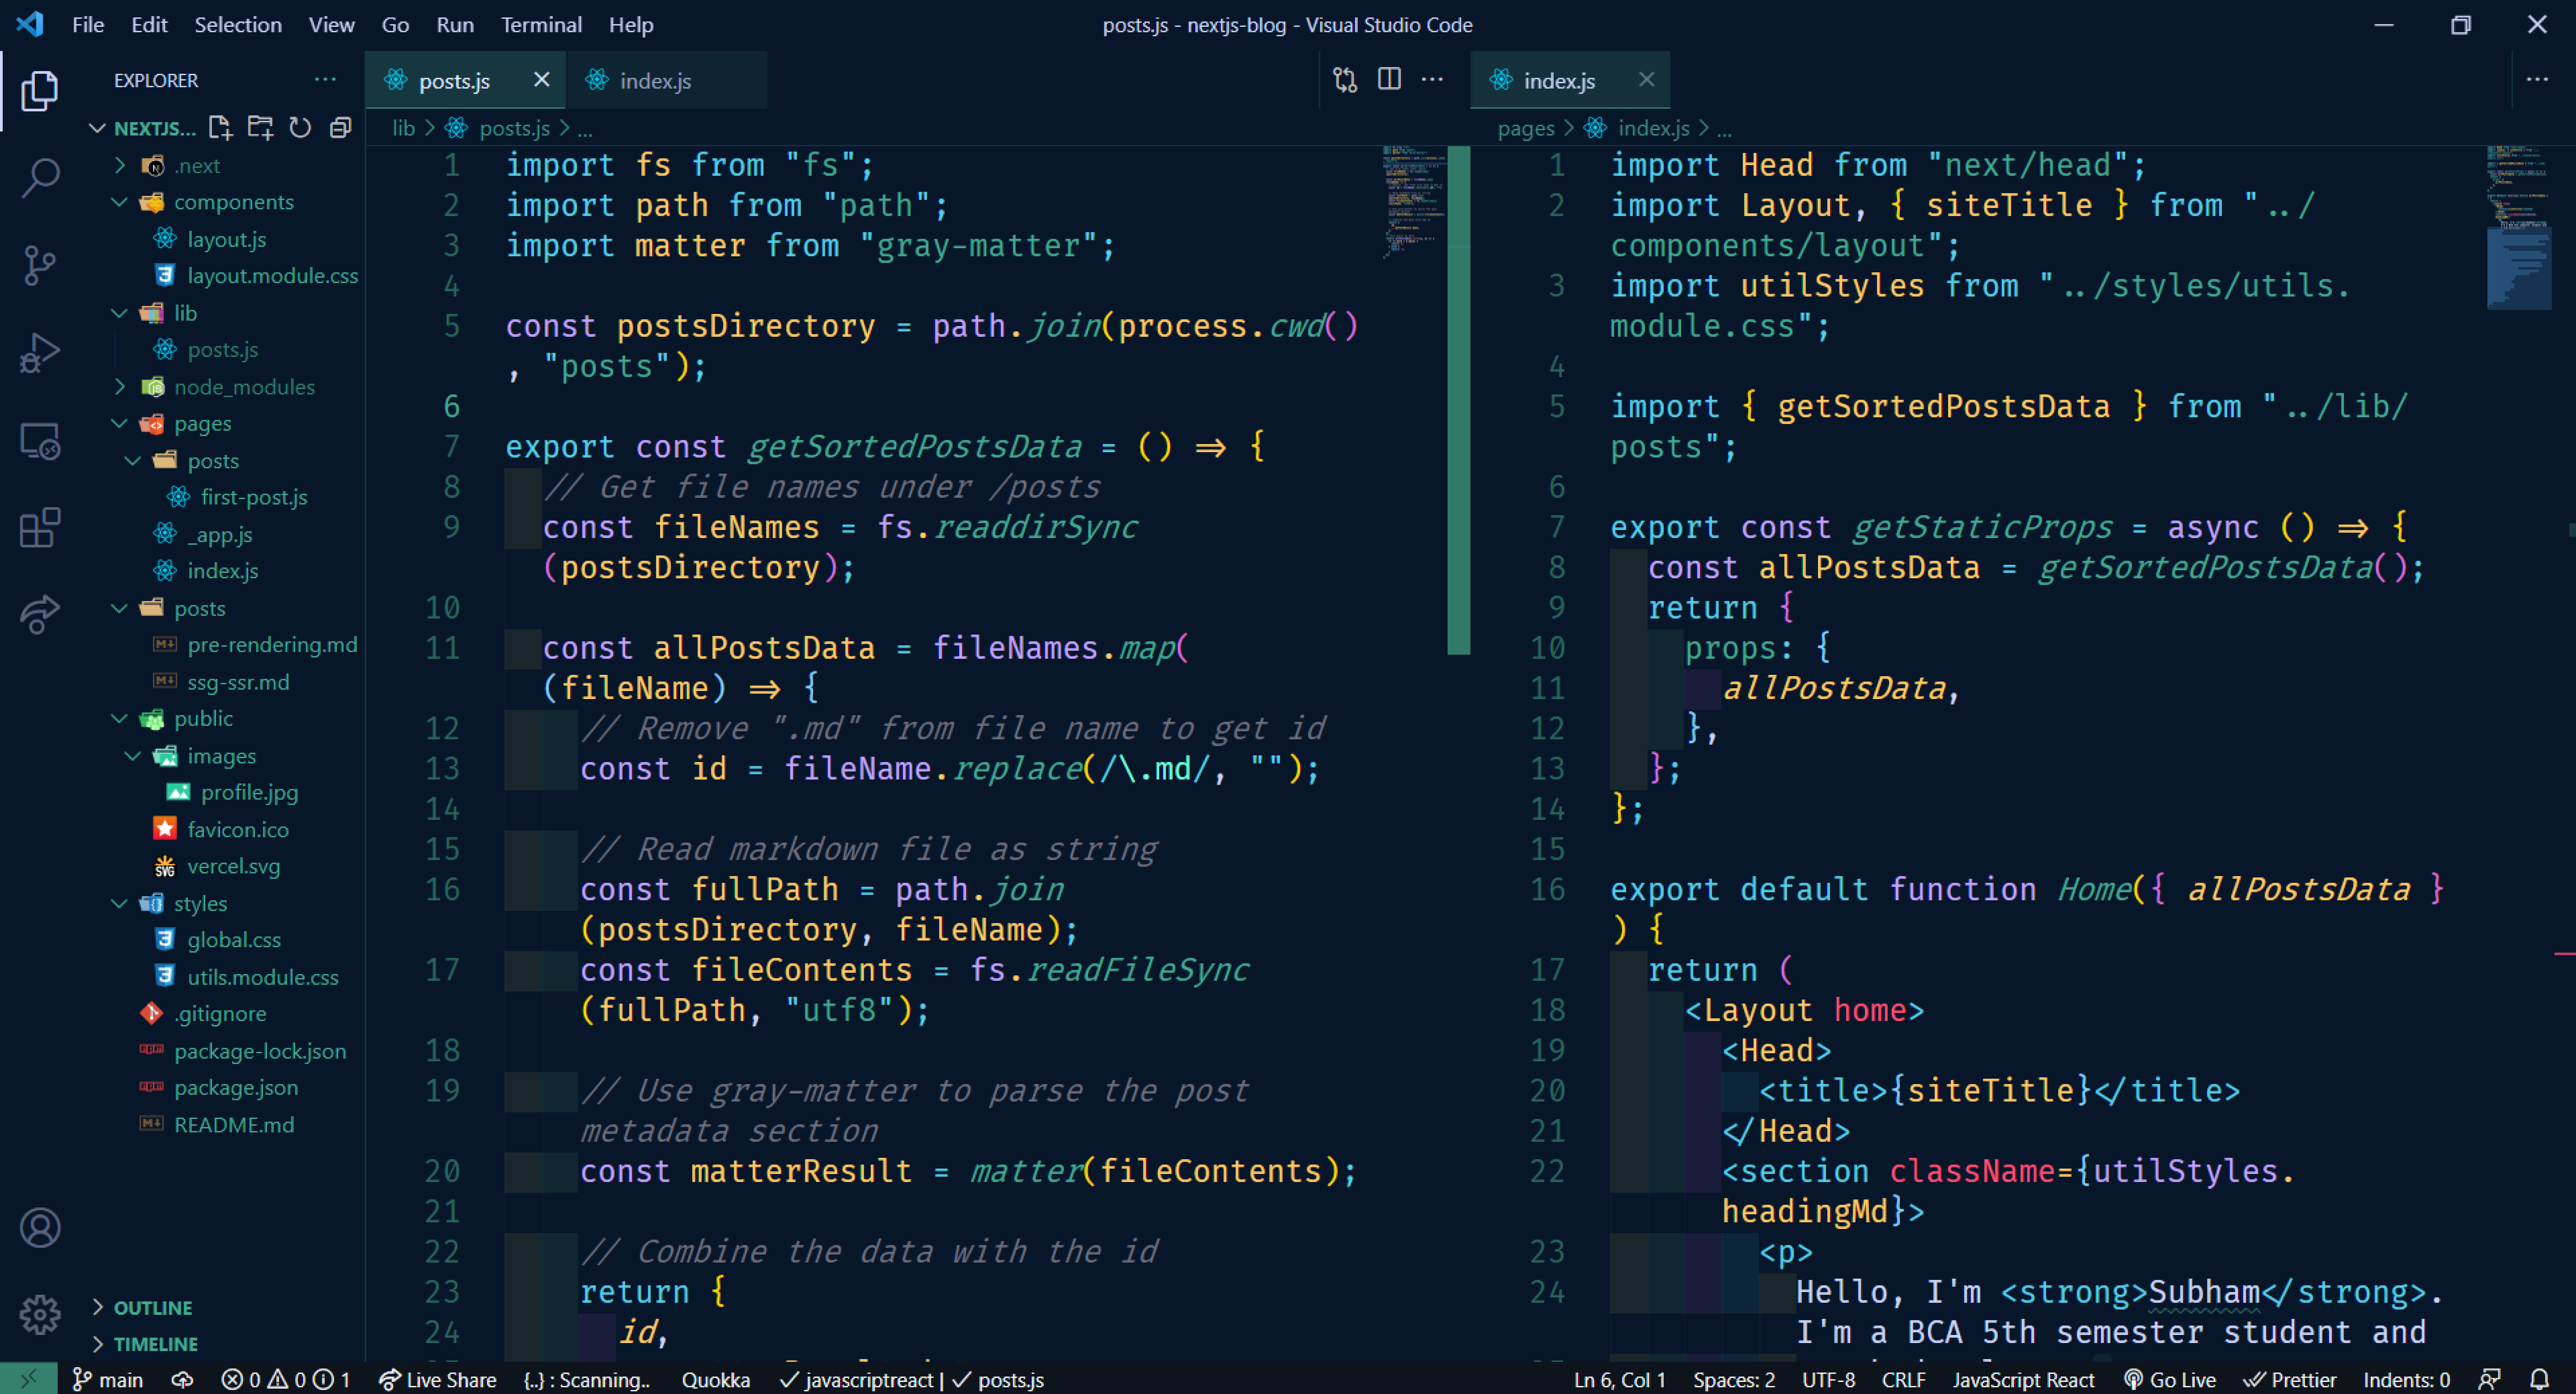 File Edit Selection View Go Run Terminal Help
posts.js - nextjs-blog - Visual Studio Code
EXPLORER
NEXTJS...
.next
components
layout.js
layout.module.css
lib
posts.js
node_modules
pages
posts
first-post.js
_app.js
index.js
posts
pre-rendering.md
ssg-ssr.md
public
images
profile.jpg
favicon.ico
vercel.svg
styles
global.css
utils.module.css
.gitignore
package-lock.json
package.json
README.md
OUTLINE
TIMELINE
posts.js index.js
lib > posts.js > ...
1 import fs from "fs";
2 import path from "path";
3 import matter from "gray-matter";
4
5 const postsDirectory = path.join(process.cwd()
, "posts");
6
7 export const getSortedPostsData = () => {
8 // Get file names under /posts
9 const fileNames = fs.readdirSync
(postsDirectory);
10
11 const allPostsData = fileNames.map(
(fileName) => {
12 // Remove ".md" from file name to get id
13 const id = fileName.replace(/\.md/, "");
14
15 // Read markdown file as string
16 const fullPath = path.join
(postsDirectory, fileName);
17 const fileContents = fs.readFileSync
(fullPath, "utf8");
18
19 // Use gray-matter to parse the post
metadata section
20 const matterResult = matter(fileContents);
21
22 // Combine the data with the id
23 return {
24 id,
index.js
pages > index.js > ...
1 import Head from "next/head";
2 import Layout, { siteTitle } from "../
components/layout";
3 import utilStyles from "../styles/utils.
module.css";
4
5 import { getSortedPostsData } from "../lib/
posts";
6
7 export const getStaticProps = async () => {
8 const allPostsData = getSortedPostsData();
9 return {
10 props: {
11 allPostsData,
12 },
13 };
14 };
15
16 export default function Home({ allPostsData }
) {
17 return (
18 <Layout home>
19 <Head>
20 <title>{siteTitle}</title>
21 </Head>
22 <section className={utilStyles.
headingMd}>
23 <p>
24 Hello, I'm <strong>Subham</strong>.
I'm a BCA 5th semester student and
main 0 0 1 Live Share {..} : Scanning.. Quokka javascriptreact | posts.js
Ln 6, Col 1 Spaces: 2 UTF-8 CRLF JavaScript React Go Live Prettier Indents: 0